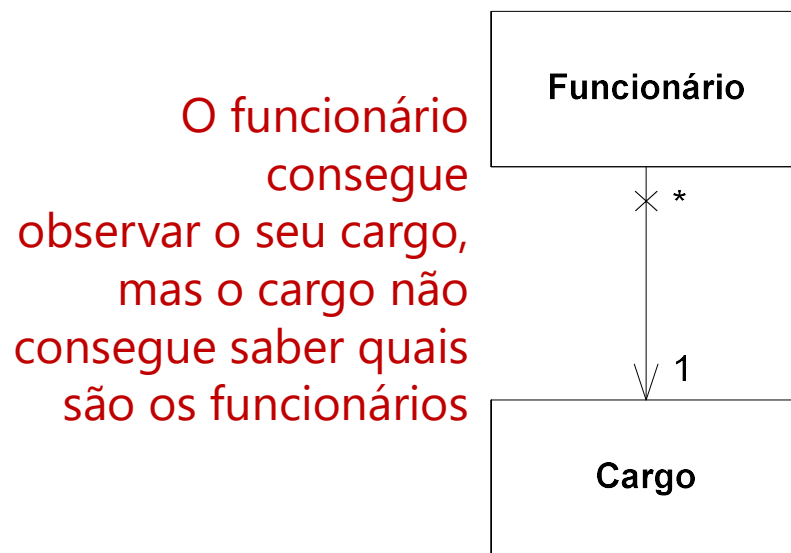 Funcionário
O funcionário
consegue
observar o seu cargo,
mas o cargo não
consegue saber quais
são os funcionários
*
1
Cargo